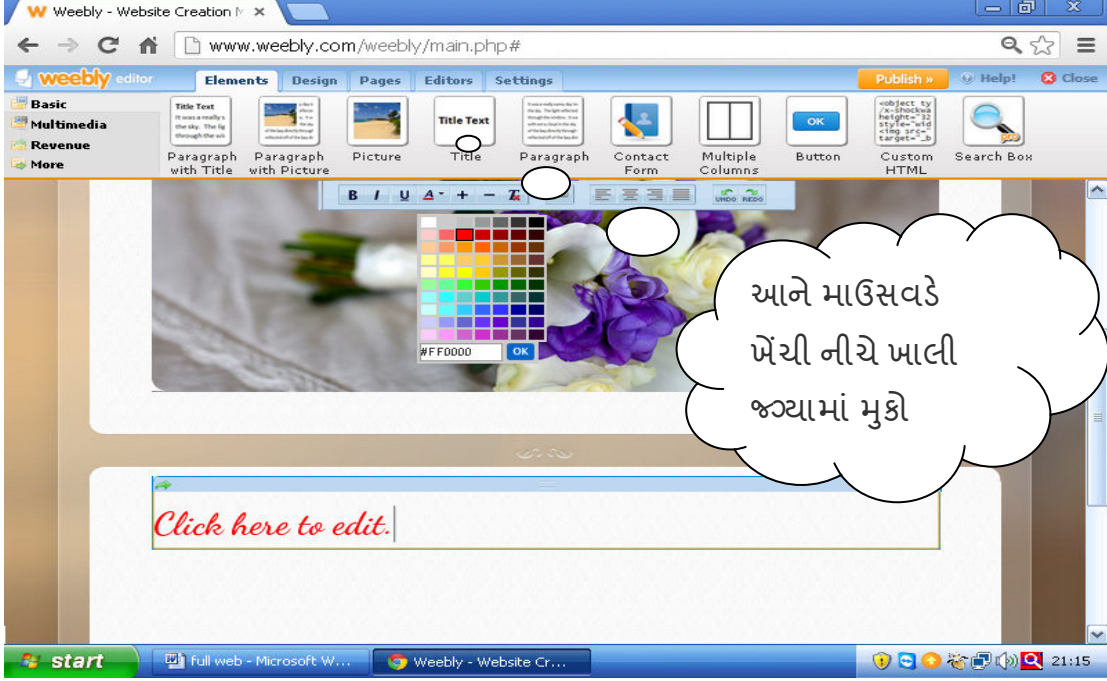 Weebly - Website Creation M
www.weebly.com/weebly/main.php#
weebly editor
Elements Design Pages Editors Settings
Publish » Help! Close
Basic
Multimedia
Revenue
More
Title Text
Title Text
OK
Paragraph with Title
Paragraph with Picture
Picture
Title
Paragraph
Contact Form
Multiple Columns
Button
Custom HTML
Search Box
B I U A + −
UNDO REDO
#FF0000 OK
આને માઉસવડે
ખેંચી નીચે ખાલી
જગ્યામાં મુકો
Click here to edit.
start full web - Microsoft W... Weebly - Website Cr... 21:15